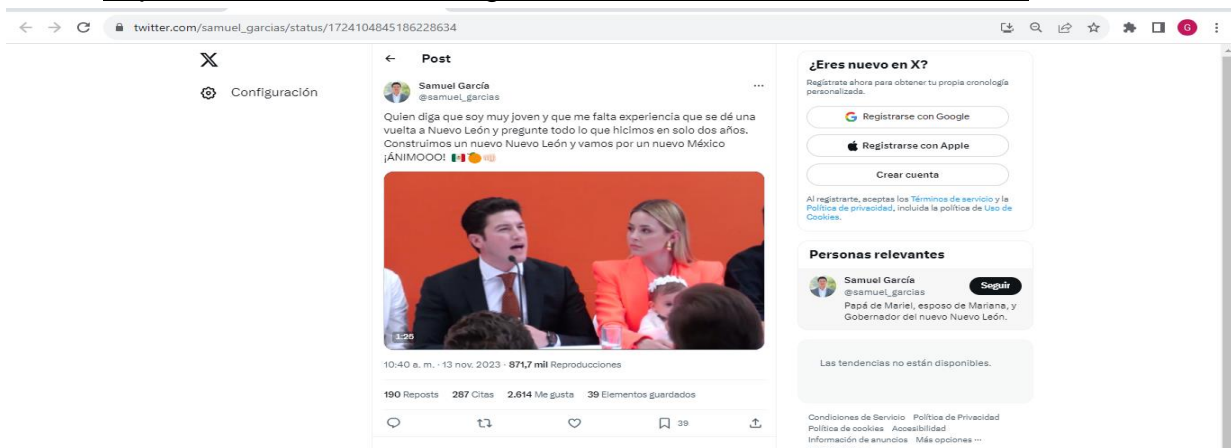 twitter.com/samuel_garcias/status/1724104845186228634
G
X
Configuración
← Post
Samuel García
@samuel_garcias
Quien diga que soy muy joven y que me falta experiencia que se dé una
vuelta a Nuevo León y pregunte todo lo que hicimos en solo dos años.
Construimos un nuevo Nuevo León y vamos por un nuevo México
¡ÁNIMOOO! 🇲🇽🍊👊🏻
1:25
10:40 a. m. · 13 nov. 2023 · 871,7 mil Reproducciones
190 Reposts 287 Citas 2.614 Me gusta 39 Elementos guardados
39
¿Eres nuevo en X?
Regístrate ahora para obtener tu propia cronología
personalizada.
Registrarse con Google
Registrarse con Apple
Crear cuenta
Al registrarte, aceptas los Términos de servicio y la
Política de privacidad, incluida la política de Uso de
Cookies.
Personas relevantes
Samuel García
@samuel_garcias
Seguir
Papá de Mariel, esposo de Mariana, y
Gobernador del nuevo Nuevo León.
Las tendencias no están disponibles.
Condiciones de Servicio Política de Privacidad
Política de cookies Accesibilidad
Información de anuncios Más opciones ···